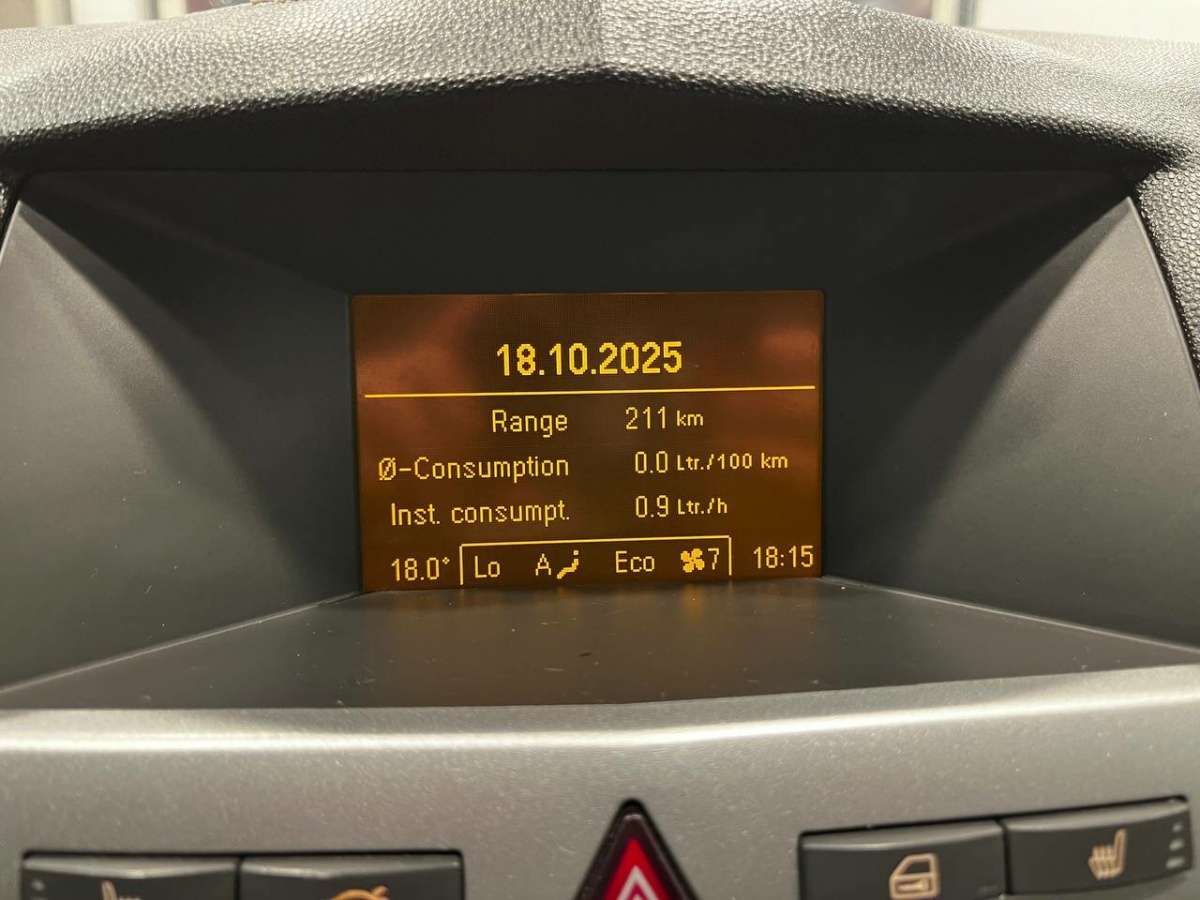 18.10.2025
Range 211 km
Ø-Consumption 0.0 Ltr./100 km
Inst. consumpt. 0.9 Ltr./h
18.0° Lo A Eco 7 18:15